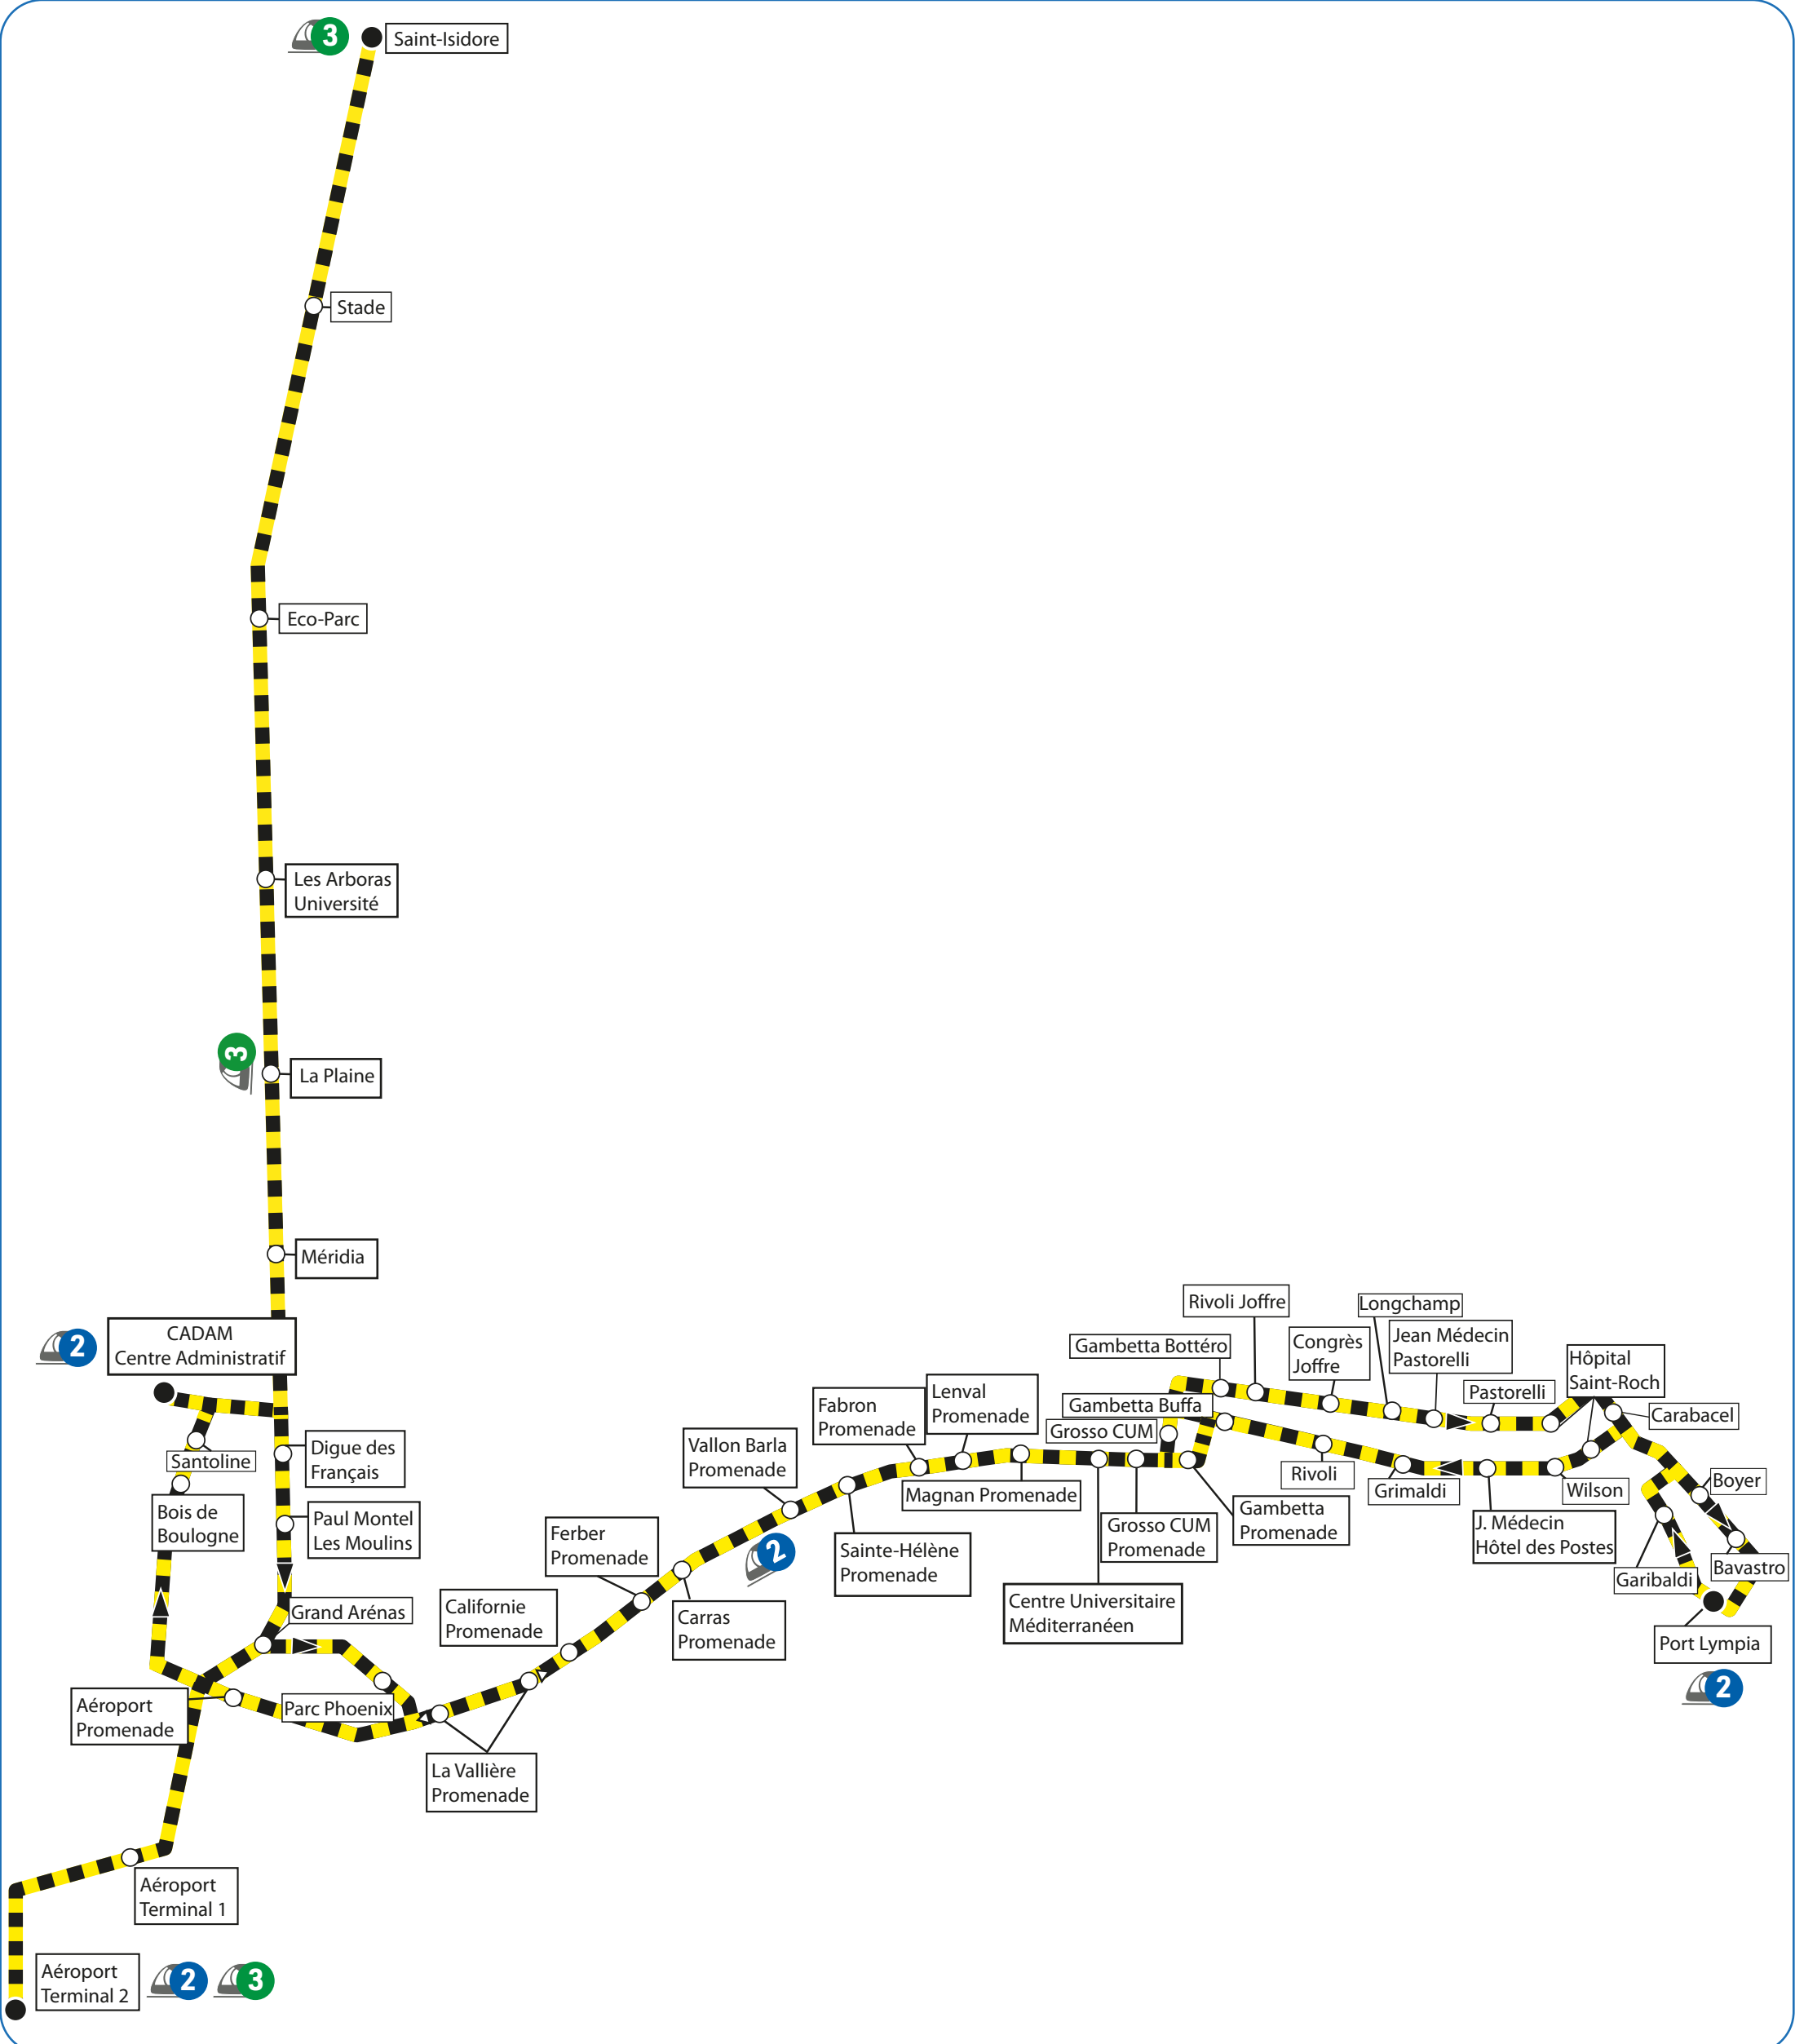 3
Saint-Isidore
Stade
Eco-Parc
Les Arboras
Université
3
La Plaine
Méridia
2
CADAM
Centre Administratif
Digue des
Français
Santoline
Bois de
Boulogne
Paul Montel
Les Moulins
Grand Arénas
Aéroport
Promenade
Parc Phoenix
La Vallière
Promenade
Californie
Promenade
Ferber
Promenade
Carras
Promenade
2
Vallon Barla
Promenade
Sainte-Hélène
Promenade
Fabron
Promenade
Lenval
Promenade
Magnan Promenade
Centre Universitaire
Méditerranéen
Grosso CUM
Grosso CUM
Promenade
Gambetta
Promenade
Gambetta Buffa
Gambetta Bottéro
Rivoli Joffre
Congrès
Joffre
Longchamp
Jean Médecin
Pastorelli
Pastorelli
Hôpital
Saint-Roch
Carabacel
Rivoli
Grimaldi
J. Médecin
Hôtel des Postes
Wilson
Boyer
Bavastro
Garibaldi
Port Lympia
2
Aéroport
Terminal 1
Aéroport
Terminal 2
2
3